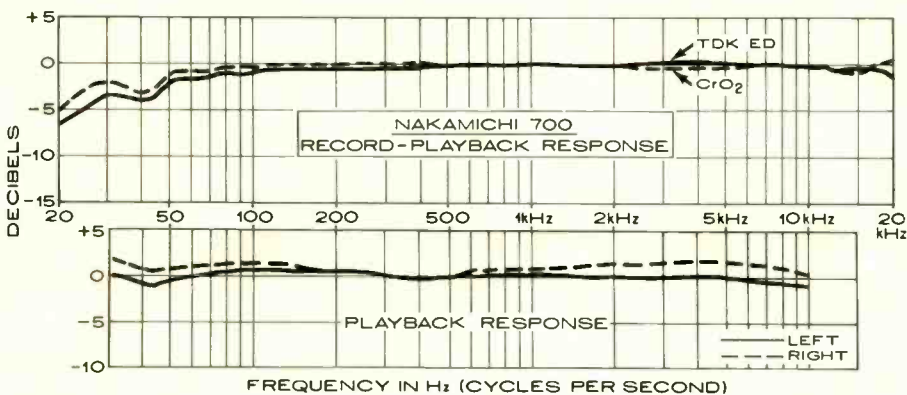 +5
0
-5
-10
-15
DECIBELS
TDK ED
CrO2
NAKAMICHI 700
RECORD-PLAYBACK RESPONSE
20 50 100 200 500 1kHz 2kHz 5kHz 10kHz 20 kHz
+5
0
-5
-10
PLAYBACK RESPONSE
LEFT
RIGHT
FREQUENCY IN Hz (CYCLES PER SECOND)